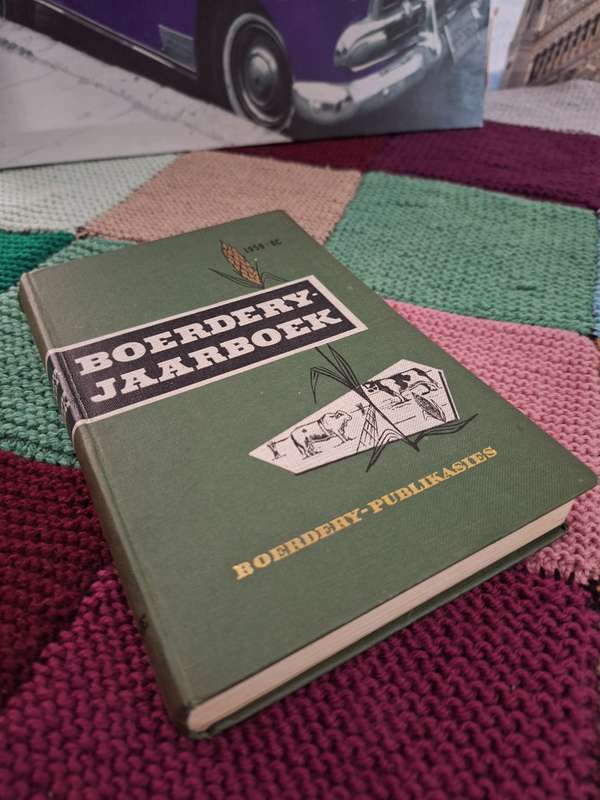 1959-60
BOERDERY-
JAARBOEK
BOERDERY-PUBLIKASIES